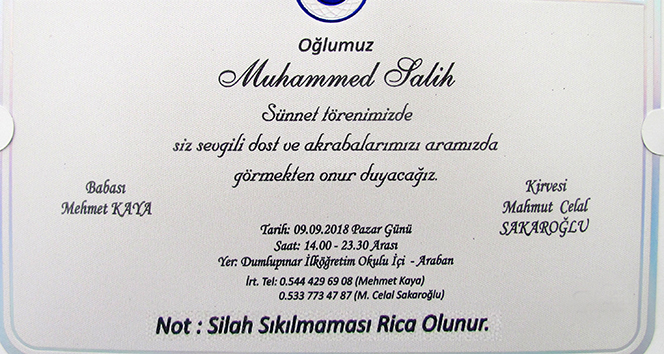 Oğlumuz
Muhammed Salih
Sünnet törenimizde
siz sevgili dost ve akrabalarımızı aramızda
görmekten onur duyacağız.
Babası
Mehmet KAYA
Kirvesi
Mahmut Celal
SAKAROĞLU
Tarih: 09.09.2018 Pazar Günü
Saat: 14.00 - 23.30 Arası
Yer: Dumlupınar İlköğretim Okulu İçi - Araban
İrt. Tel: 0.544 429 69 08 (Mehmet Kaya)
0.533 773 47 87 (M. Celal Sakaroğlu)
Not : Silah Sıkılmaması Rica Olunur.